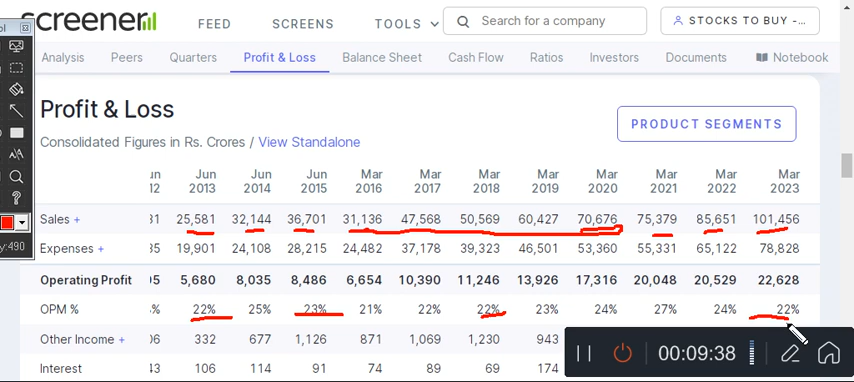 screener
FEED SCREENS TOOLS Search for a company STOCKS TO BUY -...
Analysis Peers Quarters Profit & Loss Balance Sheet Cash Flow Ratios Investors Documents Notebook
Profit & Loss
Consolidated Figures in Rs. Crores / View Standalone
PRODUCT SEGMENTS
Jun Jun Jun Mar Mar Mar Mar Mar Mar Mar Mar
2013 2014 2015 2016 2017 2018 2019 2020 2021 2022 2023
Sales + 25,581 32,144 36,701 31,136 47,568 50,569 60,427 70,676 75,379 85,651 101,456
Expenses + 19,901 24,108 28,215 24,482 37,178 39,323 46,501 53,360 55,331 65,122 78,828
Operating Profit 5,680 8,035 8,486 6,654 10,390 11,246 13,926 17,316 20,048 20,529 22,628
OPM % 22% 25% 23% 21% 22% 22% 23% 24% 27% 24% 22%
Other Income + 332 677 1,126 871 1,069 1,230 943
Interest 106 114 91 74 89 69 174
00:09:38
y:490